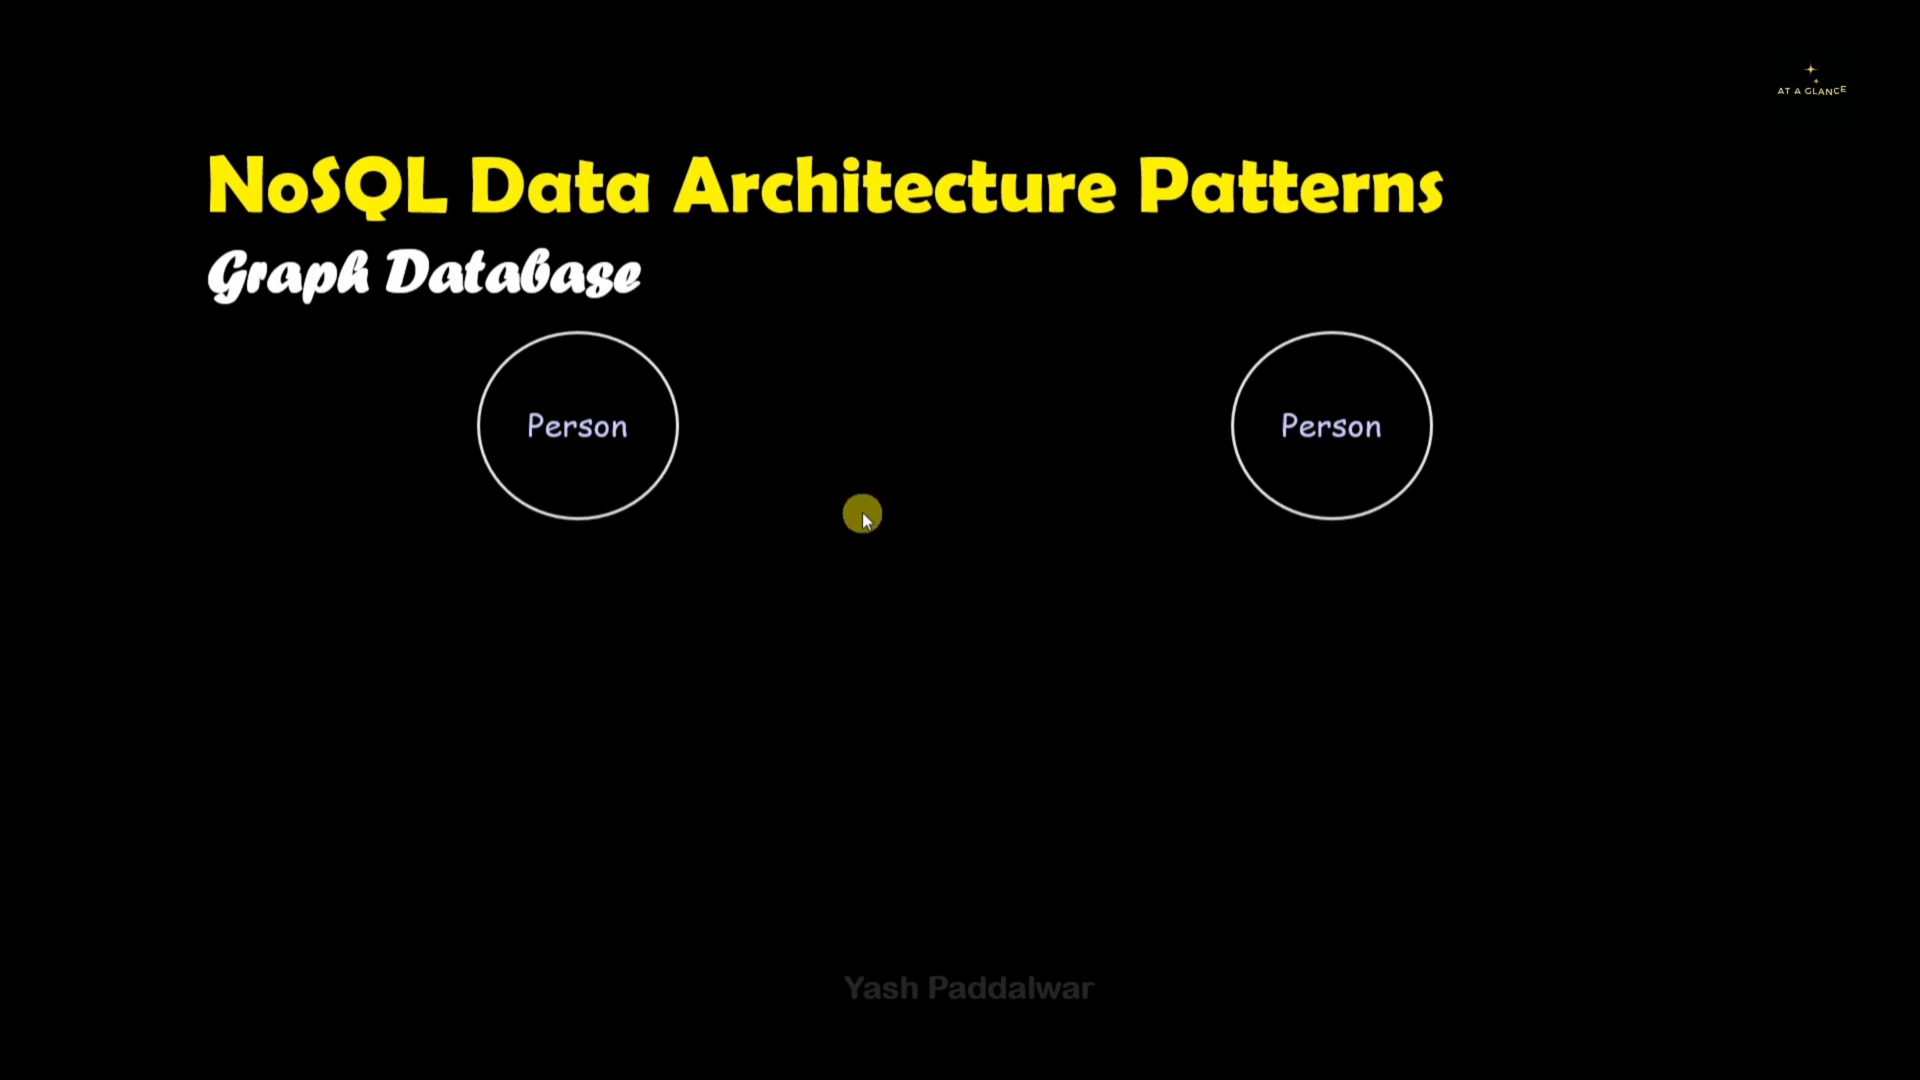 AT A GLANCE
NoSQL Data Architecture Patterns
Graph Database
Person
Person
Yash Paddalwar